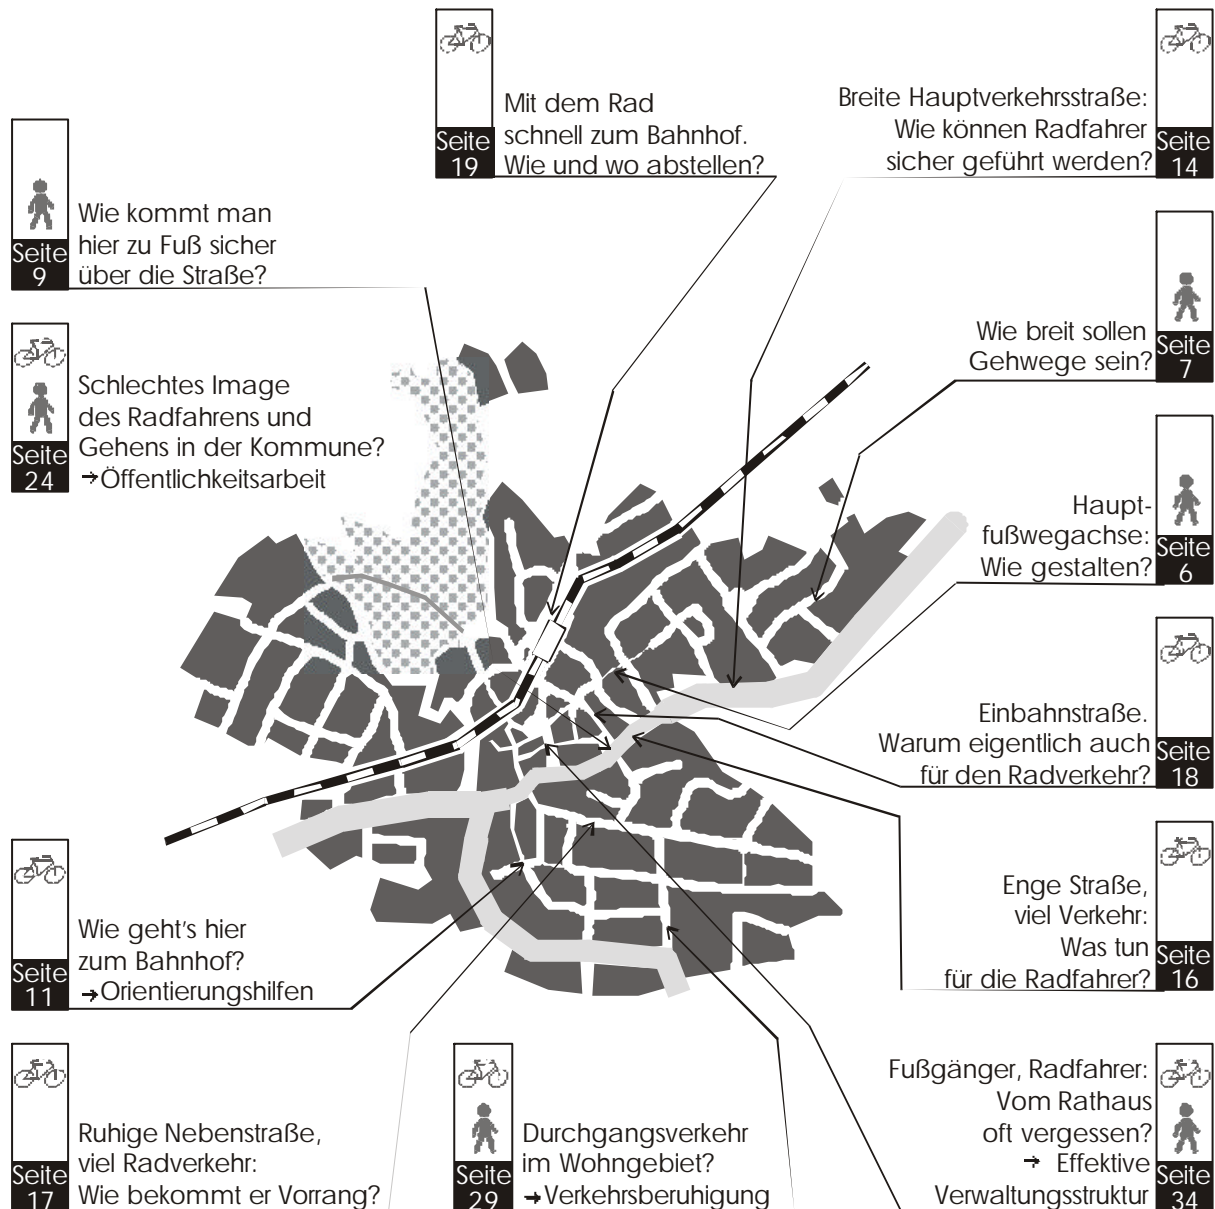 Seite
19
Mit dem Rad
schnell zum Bahnhof.
Wie und wo abstellen?
Breite Hauptverkehrsstraße:
Wie können Radfahrer
sicher geführt werden?
Seite
14
Seite
9
Wie kommt man
hier zu Fuß sicher
über die Straße?
Wie breit sollen
Gehwege sein?
Seite
7
Seite
24
Schlechtes Image
des Radfahrens und
Gehens in der Kommune?
→Öffentlichkeitsarbeit
Haupt-
fußwegachse:
Wie gestalten?
Seite
6
Einbahnstraße.
Warum eigentlich auch
für den Radverkehr?
Seite
18
Seite
11
Wie geht's hier
zum Bahnhof?
→Orientierungshilfen
Enge Straße,
viel Verkehr:
Was tun
für die Radfahrer?
Seite
16
Seite
17
Ruhige Nebenstraße,
viel Radverkehr:
Wie bekommt er Vorrang?
Seite
29
Durchgangsverkehr
im Wohngebiet?
→Verkehrsberuhigung
Fußgänger, Radfahrer:
Vom Rathaus
oft vergessen?
→ Effektive
Verwaltungsstruktur
Seite
34